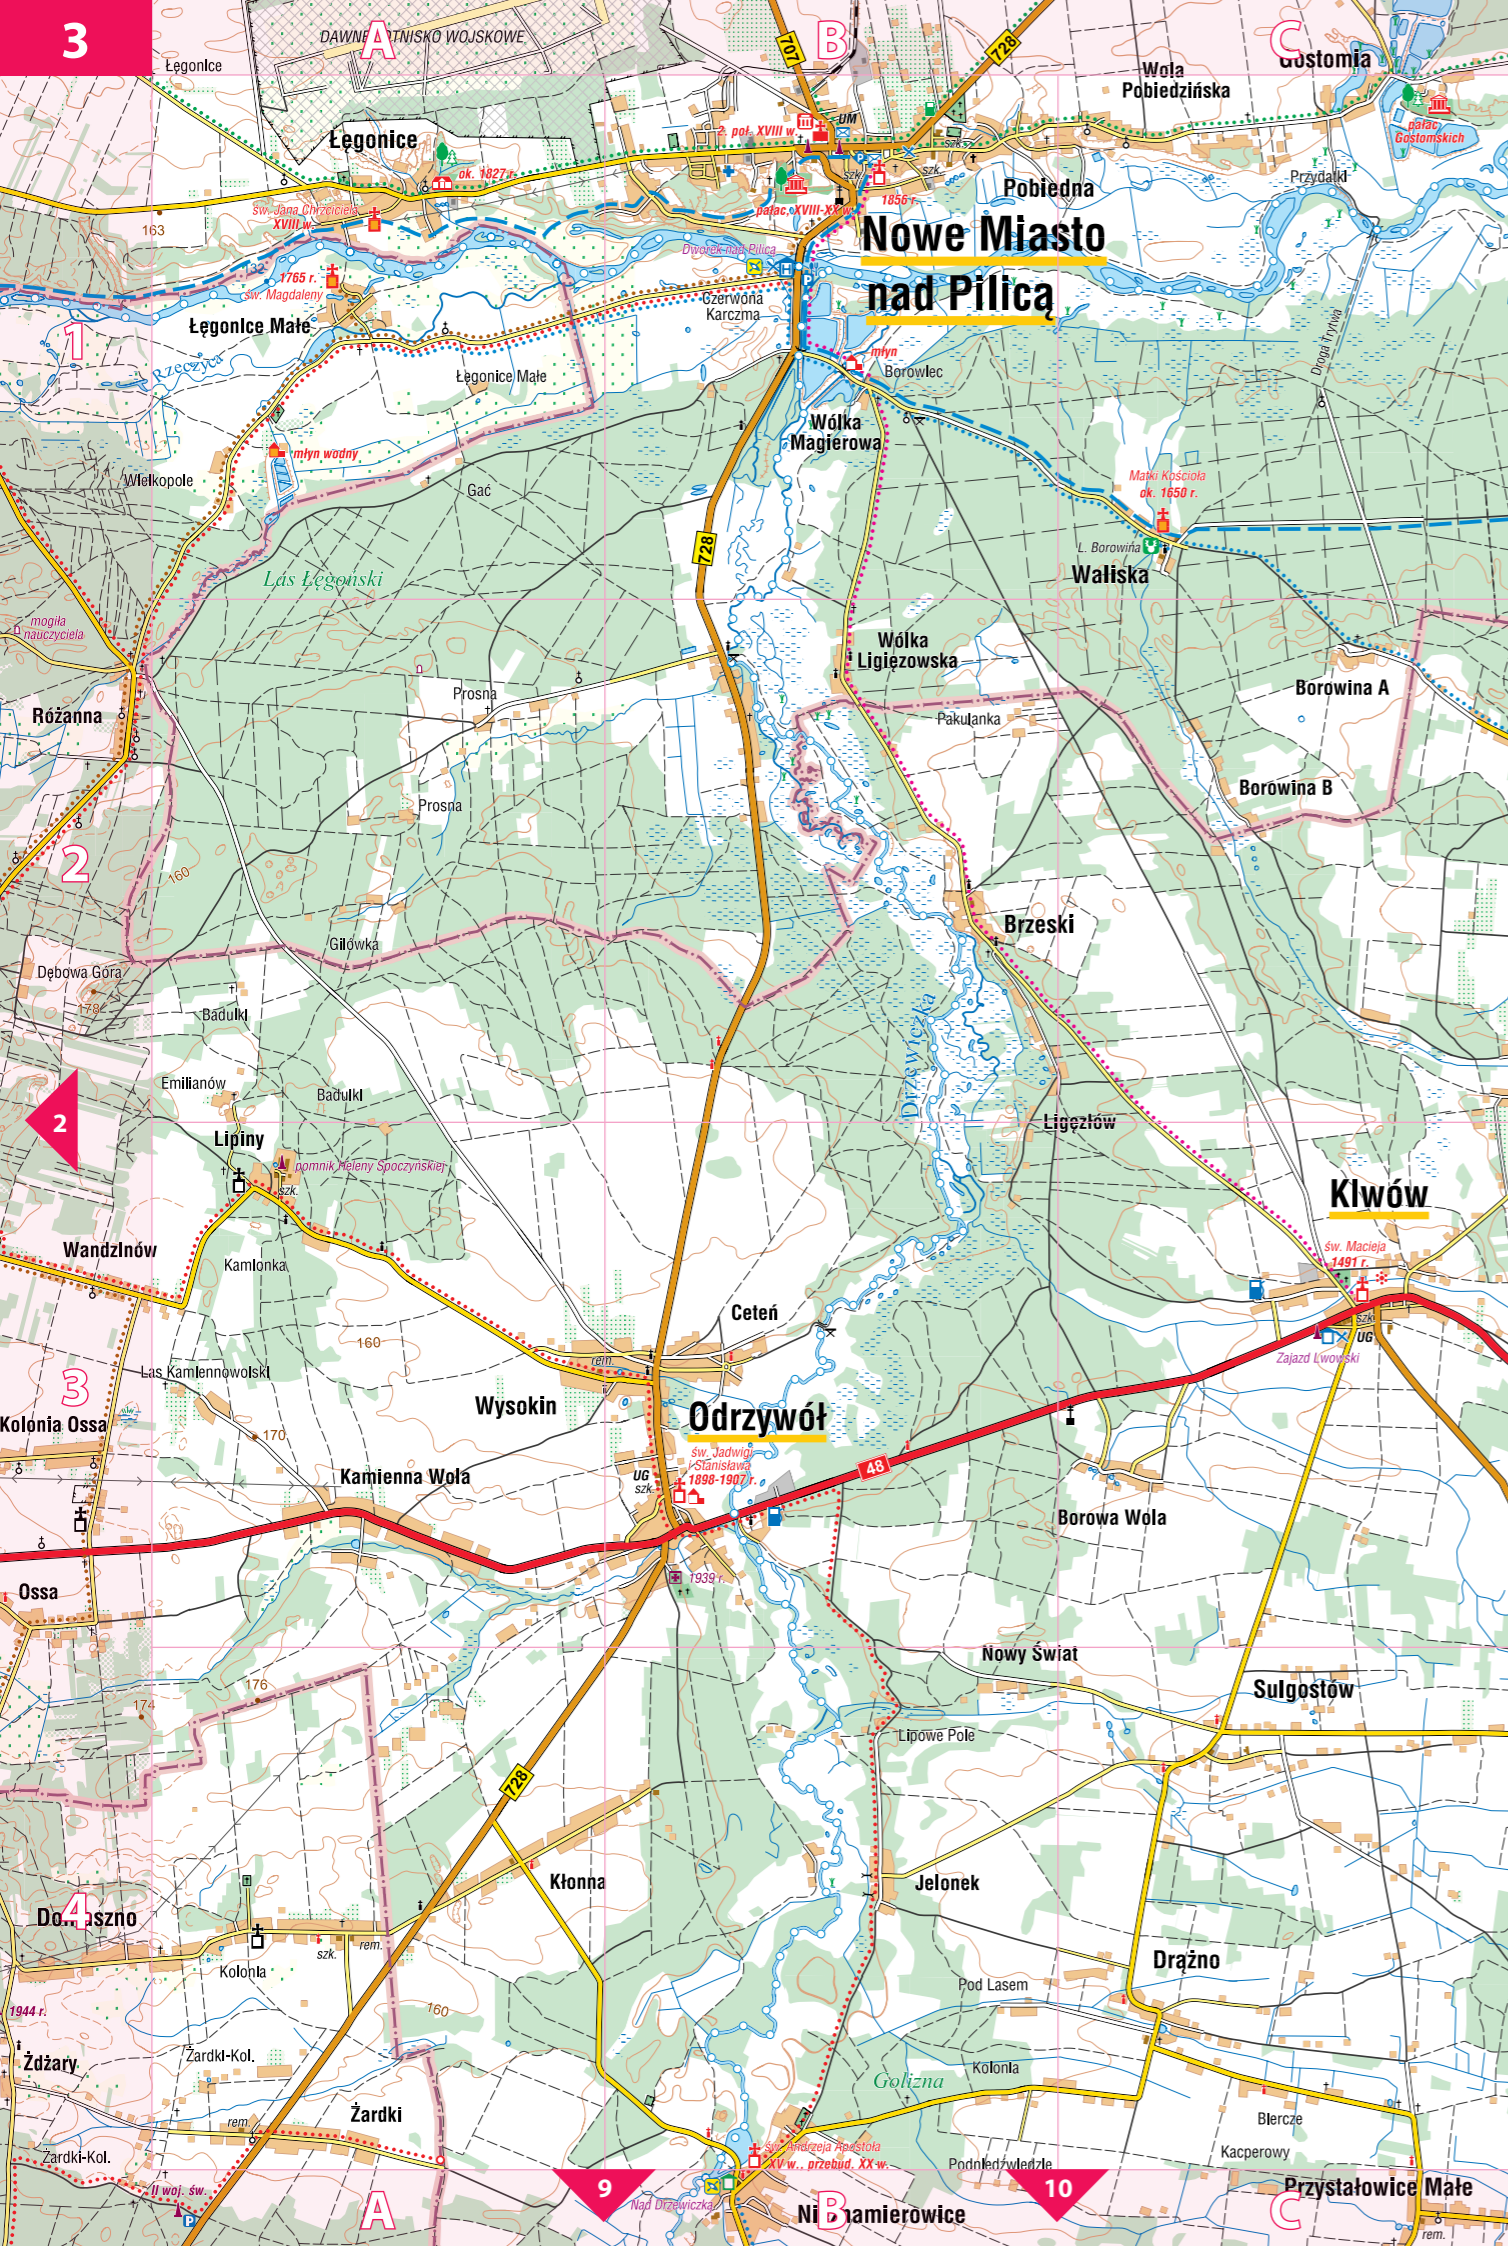 3
A
B
C
DAWNE LOTNISKO WOJSKOWE
707
728
Gostomia
Łęgonice
Wola
Pobiedzińska
UM
2. poł. XVIII w.
pałac
Gostomskich
Łęgonice
ok. 1827 r.
szk.
szk.
szk.
Przydatki
Pobiedna
pałac, XVIII-XX w.
1856 r.
św. Jana Chrzciciela
XVIII w.
163
Nowe Miasto
nad Pilicą
Dworek nad Pilicą
132
1765 r.
św. Magdaleny
Czerwona
Karczma
Łęgonice Małe
1
Droga Trytwa
młyn
Borowiec
Rzeczyca
Łęgonice Małe
Wólka
Magierowa
młyn wodny
Wielkopole
Gać
Matki Kościoła
ok. 1650 r.
728
L. Borowina
Waliska
Las Łęgoński
mogiła
nauczyciela
Wólka
Ligięzowska
Prosna
Borowina A
Różanna
Pakulanka
Borowina B
Prosna
2
160
Brzeski
Gilówka
Dębowa Góra
178
Badulki
Drzewiczka
Emilianów
Badulki
2
Ligęzłów
Lipiny
pomnik Heleny Spoczyńskiej
szk.
Klwów
Wandzinów
Kamionka
św. Macieja
1491 r.
Ceteń
szk.
UG
160
rem.
Zajazd Lwowski
Las Kamiennowolski
3
Wysokin
Odrzywół
Kolonia Ossa
170
św. Jadwigi
i Stanisława
1898-1907 r.
UG
szk.
48
Kamienna Wola
Borowa Wola
1939 r.
Ossa
Nowy Świat
176
Sulgostów
174
Lipowe Pole
728
Kłonna
Jelonek
4
Domaszno
szk.
rem.
Drążno
Kolonia
Pod Lasem
1944 r.
160
Żdżary
Żardki-Kol.
Kolonia
Golizna
Żardki
rem.
Biercze
Kacperowy
Żardki-Kol.
św. Andrzeja Apostoła
XV w., przebud. XX w.
Podniedźwiedzie
9
10
II woj. św.
Przystałowice Małe
Nad Drzewiczką
A
Niedamierowice
B
C
rem.